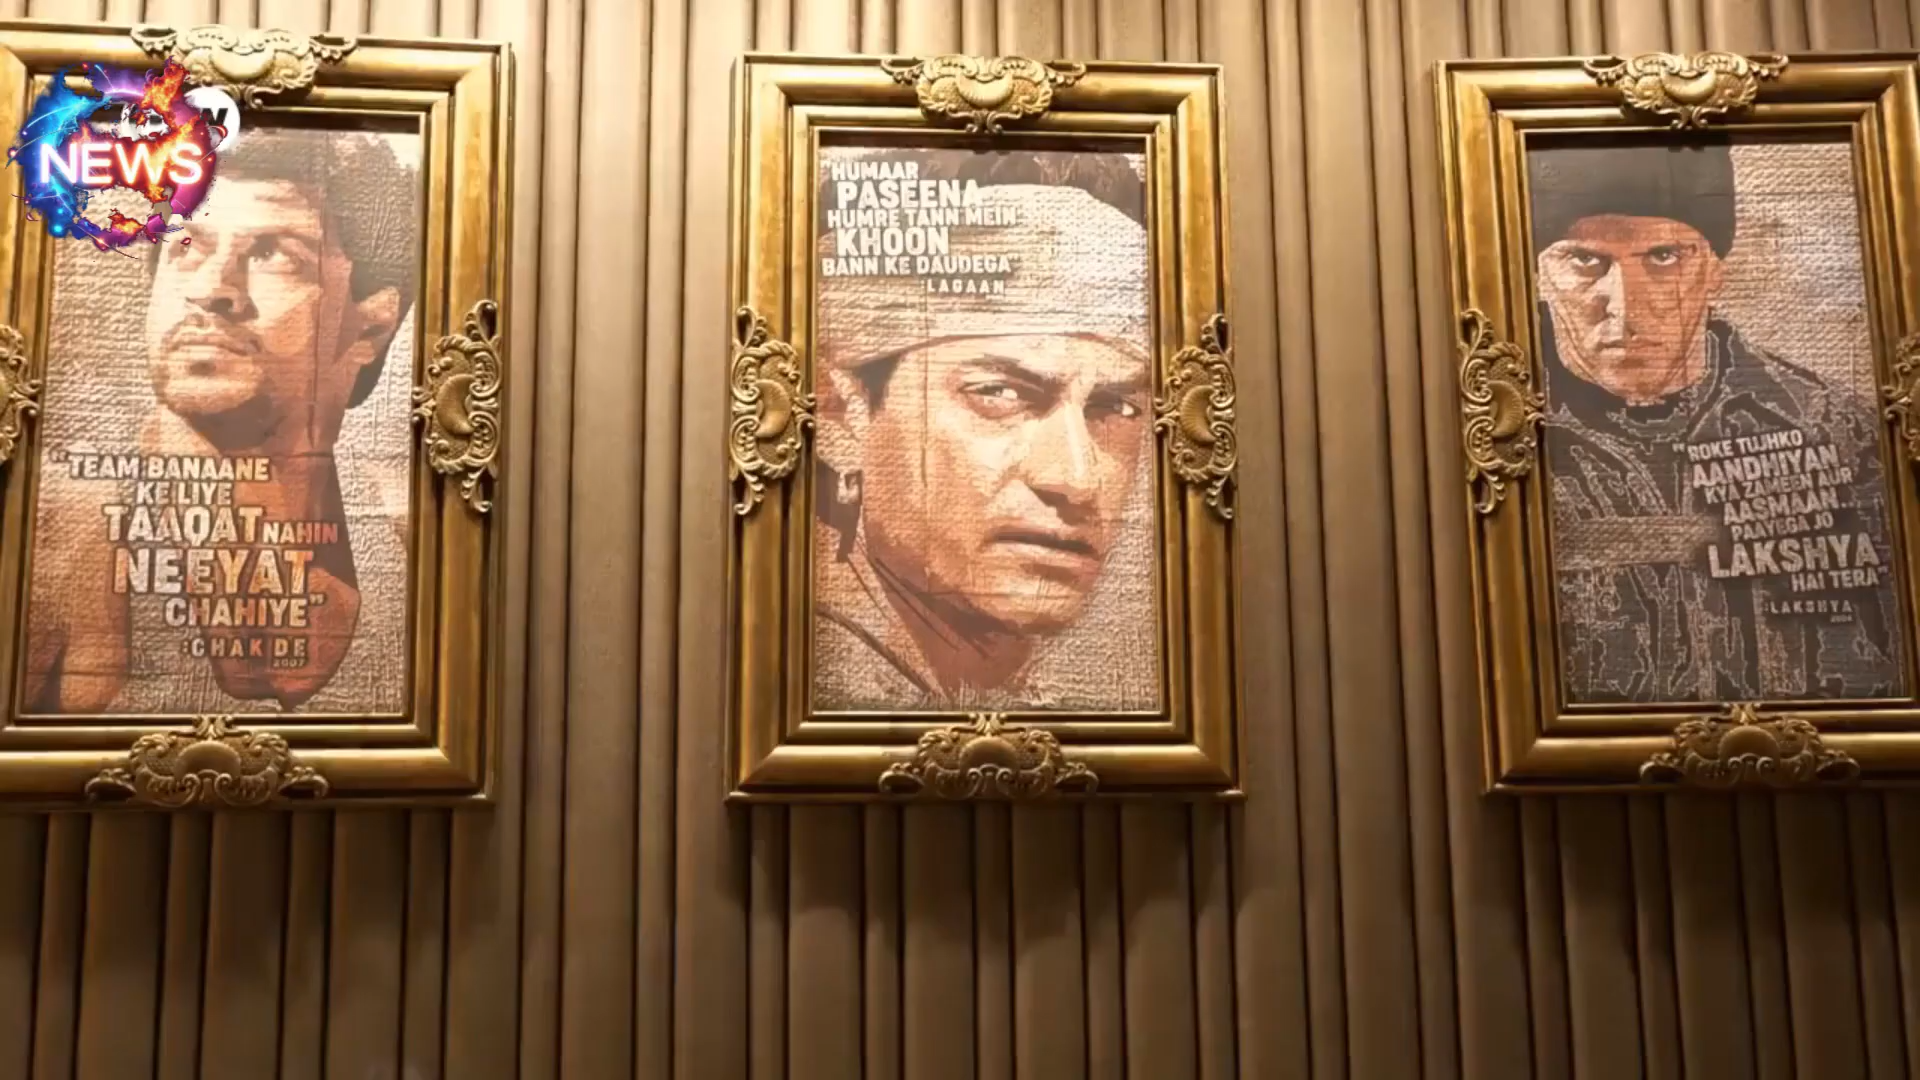 NEWS
"TEAM BANAANE
KE LIYE
TAAQAT NAHIN
NEEYAT
CHAHIYE"
:CHAK DE
2007
"HUMAAR
PASEENA
HUMRE TANN MEIN
KHOON
BANN KE DAUDEGA"
:LAGAAN
"ROKE TUJHKO
AANDHIYAN
KYA ZAMEEN AUR
AASMAAN..
PAAYEGA JO
LAKSHYA
HAI TERA"
:LAKSHYA
2004